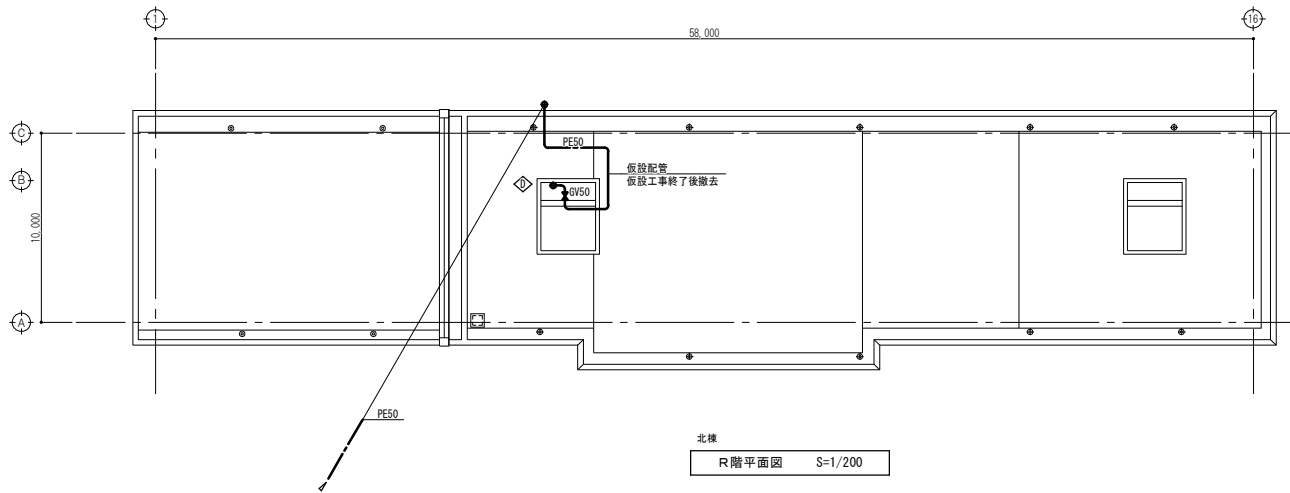 1
16
58,000
C
PE50
仮設配管
仮設工事終了後撤去
B
D
GV50
10,000
A
PE50
北棟
R階平面図 S=1/200